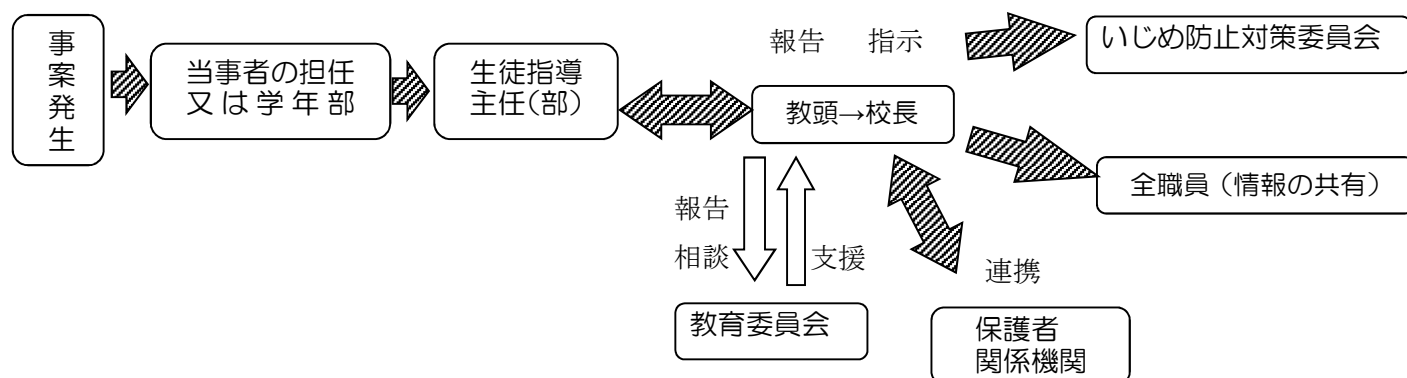 事案発生
当事者の担任
又は学年部
生徒指導
主任(部)
報告 指示
教頭→校長
いじめ防止対策委員会
全職員（情報の共有）
報告
相談
支援
連携
教育委員会
保護者
関係機関